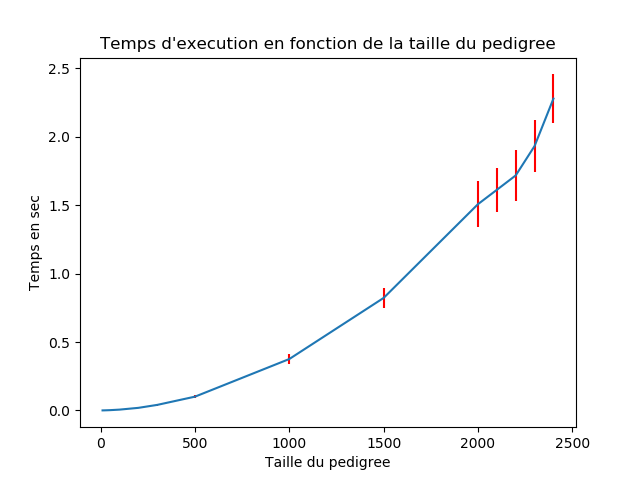 Temps d'execution en fonction de la taille du pedigree
2.5
2.0
1.5
1.0
0.5
0.0
Temps en sec
0 500 1000 1500 2000 2500
Taille du pedigree